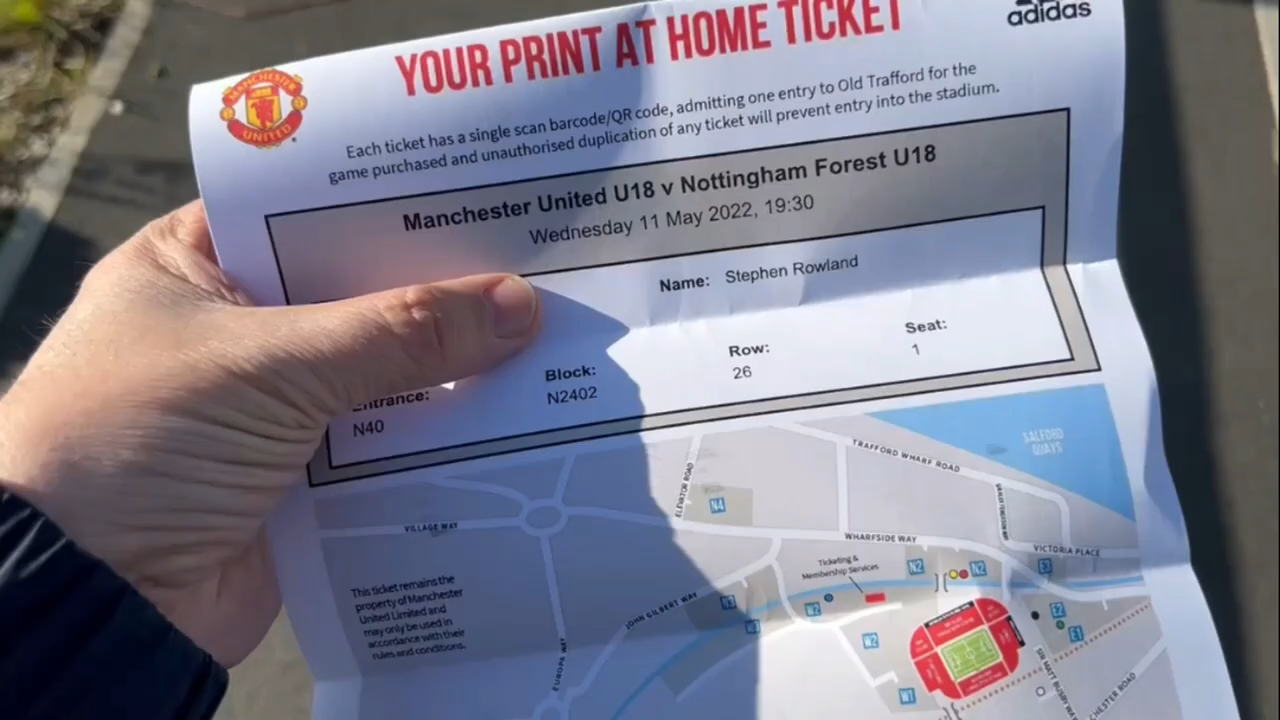 YOUR PRINT AT HOME TICKET
adidas
MANCHESTER
UNITED
Each ticket has a single scan barcode/QR code, admitting one entry to Old Trafford for the
game purchased and unauthorised duplication of any ticket will prevent entry into the stadium.
Manchester United U18 v Nottingham Forest U18
Wednesday 11 May 2022, 19:30
Name: Stephen Rowland
Entrance:
N40
Block:
N2402
Row:
26
Seat:
1
SALFORD
QUAYS
TRAFFORD WHARF ROAD
ELEVATOR ROAD
N4
VILLAGE WAY
WHARFSIDE WAY
VICTORIA PLACE
Ticketing &
Membership Services
N2
N2
E3
This ticket remains the
property of Manchester
United Limited and
may only be used in
accordance with their
rules and conditions.
JOHN GILBERT WAY
N3
W3
W2
E2
E1
W2
EUROPA WAY
W1
SIR MATT BUSBY WAY
CHESTER ROAD